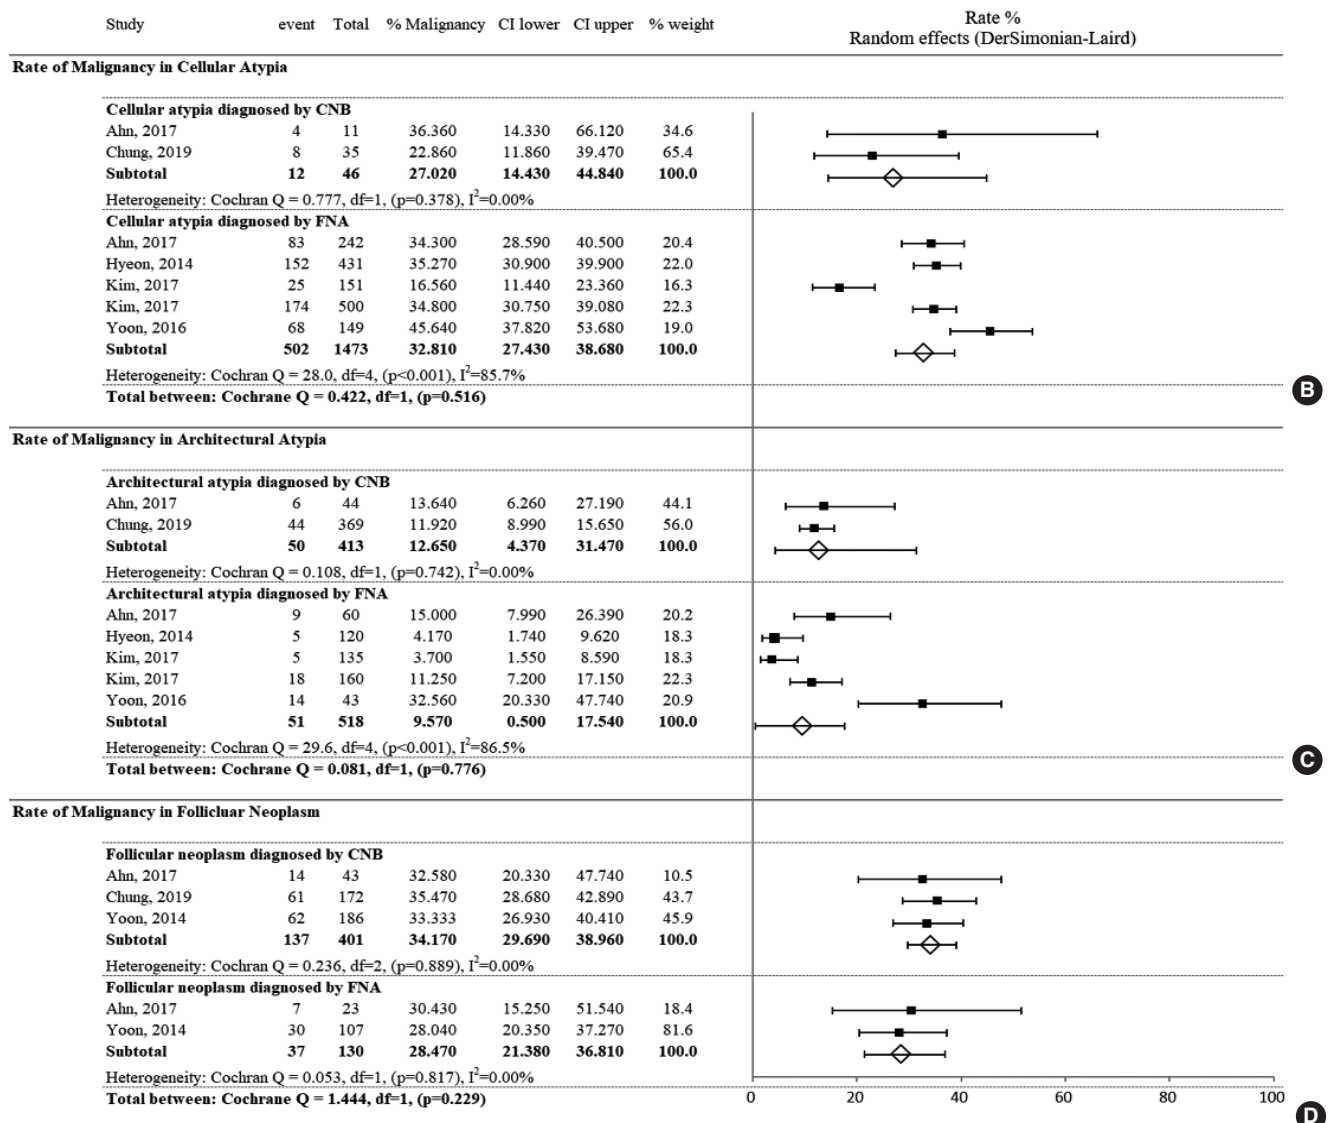 Study event Total % Malignancy CI lower CI upper % weight Rate %
Random effects (DerSimonian-Laird)
Rate of Malignancy in Cellular Atypia
Cellular atypia diagnosed by CNB
Ahn, 2017 4 11 36.360 14.330 66.120 34.6
Chung, 2019 8 35 22.860 11.860 39.470 65.4
Subtotal 12 46 27.020 14.430 44.840 100.0
Heterogeneity: Cochran Q = 0.777, df=1, (p=0.378), I²=0.00%
Cellular atypia diagnosed by FNA
Ahn, 2017 83 242 34.300 28.590 40.500 20.4
Hyeon, 2014 152 431 35.270 30.900 39.900 22.0
Kim, 2017 25 151 16.560 11.440 23.360 16.3
Kim, 2017 174 500 34.800 30.750 39.080 22.3
Yoon, 2016 68 149 45.640 37.820 53.680 19.0
Subtotal 502 1473 32.810 27.430 38.680 100.0
Heterogeneity: Cochran Q = 28.0, df=4, (p<0.001), I²=85.7%
Total between: Cochrane Q = 0.422, df=1, (p=0.516)
B
Rate of Malignancy in Architectural Atypia
Architectural atypia diagnosed by CNB
Ahn, 2017 6 44 13.640 6.260 27.190 44.1
Chung, 2019 44 369 11.920 8.990 15.650 56.0
Subtotal 50 413 12.650 4.370 31.470 100.0
Heterogeneity: Cochran Q = 0.108, df=1, (p=0.742), I²=0.00%
Architectural atypia diagnosed by FNA
Ahn, 2017 9 60 15.000 7.990 26.390 20.2
Hyeon, 2014 5 120 4.170 1.740 9.620 18.3
Kim, 2017 5 135 3.700 1.550 8.590 18.3
Kim, 2017 18 160 11.250 7.200 17.150 22.3
Yoon, 2016 14 43 32.560 20.330 47.740 20.9
Subtotal 51 518 9.570 0.500 17.540 100.0
Heterogeneity: Cochran Q = 29.6, df=4, (p<0.001), I²=86.5%
Total between: Cochrane Q = 0.081, df=1, (p=0.776)
C
Rate of Malignancy in Follicluar Neoplasm
Follicular neoplasm diagnosed by CNB
Ahn, 2017 14 43 32.580 20.330 47.740 10.5
Chung, 2019 61 172 35.470 28.680 42.890 43.7
Yoon, 2014 62 186 33.333 26.930 40.410 45.9
Subtotal 137 401 34.170 29.690 38.960 100.0
Heterogeneity: Cochran Q = 0.236, df=2, (p=0.889), I²=0.00%
Follicular neoplasm diagnosed by FNA
Ahn, 2017 7 23 30.430 15.250 51.540 18.4
Yoon, 2014 30 107 28.040 20.350 37.270 81.6
Subtotal 37 130 28.470 21.380 36.810 100.0
Heterogeneity: Cochran Q = 0.053, df=1, (p=0.817), I²=0.00%
Total between: Cochrane Q = 1.444, df=1, (p=0.229)
0 20 40 60 80 100
D